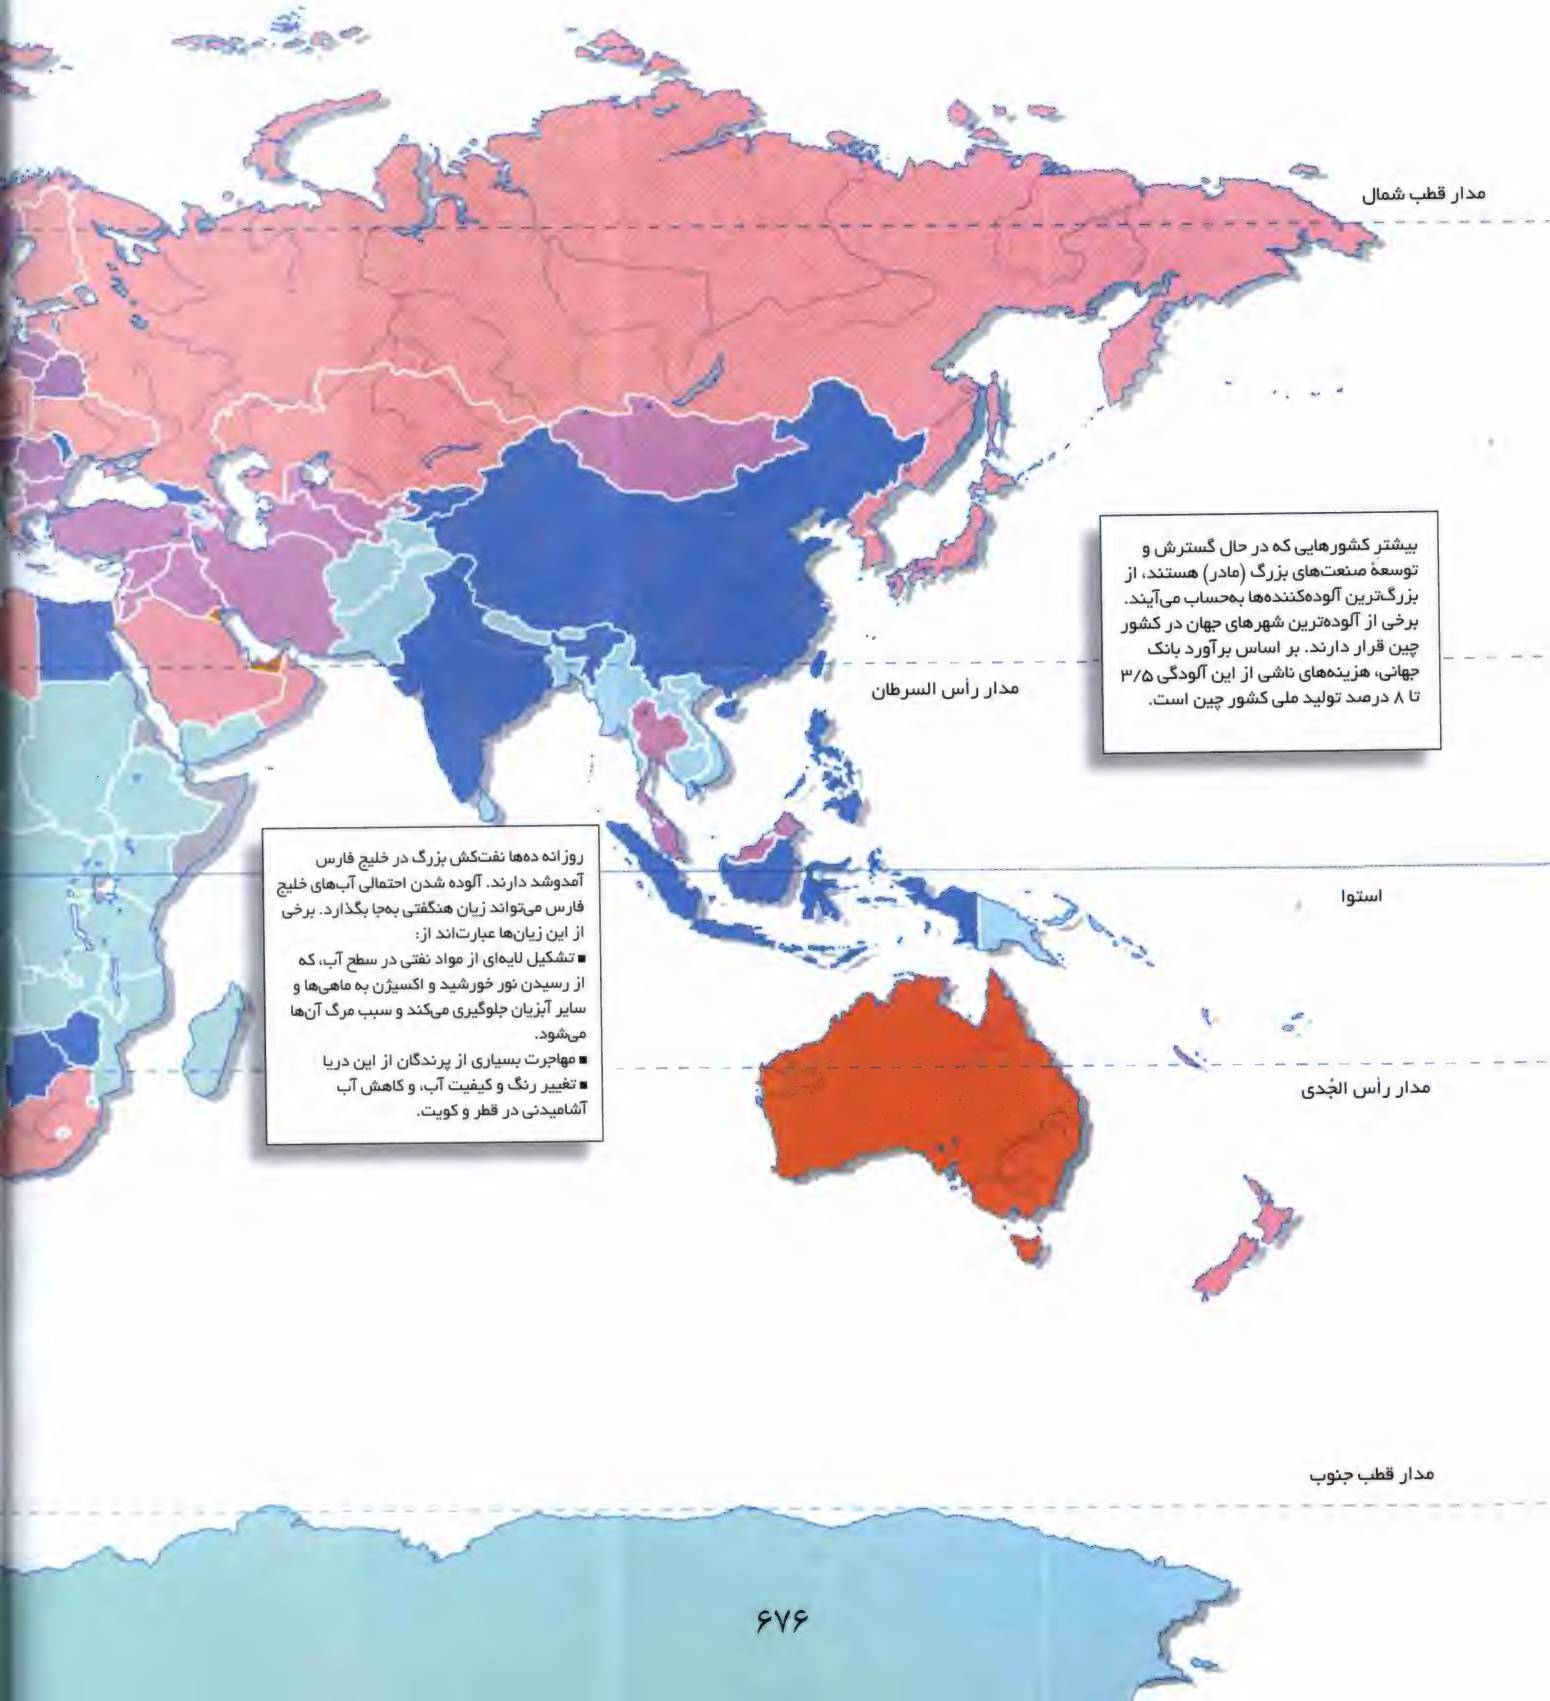 مدار قطب شمال
بیشتر کشورهایی که در حال گسترش و
توسعهٔ صنعت‌های بزرگ (مادر) هستند، از
بزرگ‌ترین آلوده‌کننده‌ها به‌حساب می‌آیند.
برخی از آلوده‌ترین شهرهای جهان در کشور
چین قرار دارند. بر اساس برآورد بانک
جهانی، هزینه‌های ناشی از این آلودگی ۳/۵
تا ۸ درصد تولید ملی کشور چین است.
مدار رأس السرطان
روزانه ده‌ها نفت‌کش بزرگ در خلیج فارس
آمدوشد دارند. آلوده شدن احتمالی آب‌های خلیج
فارس می‌تواند زیان هنگفتی به‌جا بگذارد. برخی
از این زیان‌ها عبارت‌اند از:
■ تشکیل لایه‌ای از مواد نفتی در سطح آب، که
از رسیدن نور خورشید و اکسیژن به ماهی‌ها و
سایر آبزیان جلوگیری می‌کند و سبب مرگ آن‌ها
می‌شود.
■ مهاجرت بسیاری از پرندگان از این دریا
■ تغییر رنگ و کیفیت آب، و کاهش آب
آشامیدنی در قطر و کویت.
استوا
مدار رأس الجُدی
مدار قطب جنوب
۶۷۶